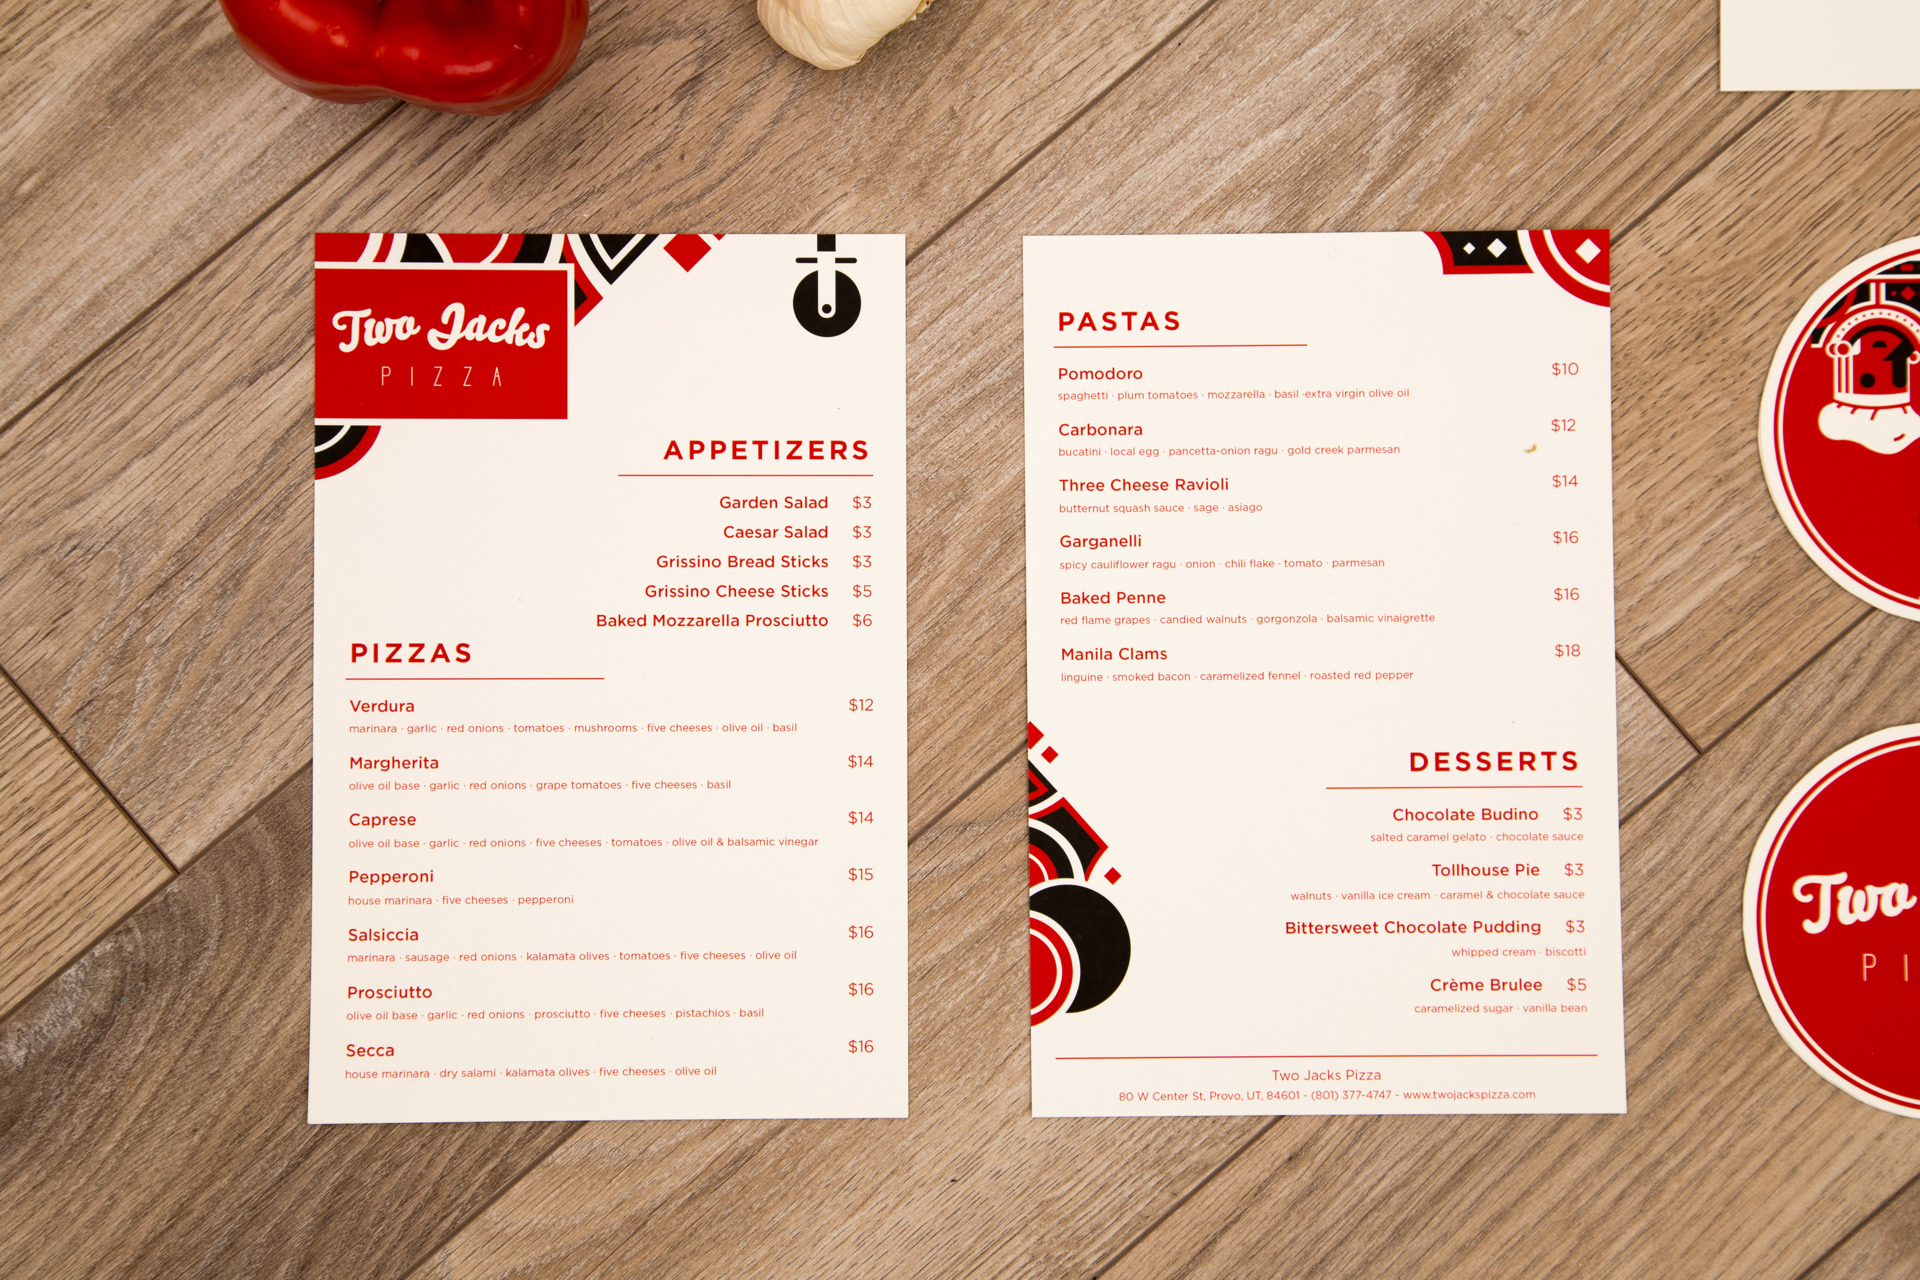 Two Jacks
PIZZA
APPETIZERS
Garden Salad $3
Caesar Salad $3
Grissino Bread Sticks $3
Grissino Cheese Sticks $5
Baked Mozzarella Prosciutto $6
PIZZAS
Verdura $12
marinara · garlic · red onions · tomatoes · mushrooms · five cheeses · olive oil · basil
Margherita $14
olive oil base · garlic · red onions · grape tomatoes · five cheeses · basil
Caprese $14
olive oil base · garlic · red onions · five cheeses · tomatoes · olive oil & balsamic vinegar
Pepperoni $15
house marinara · five cheeses · pepperoni
Salsiccia $16
marinara · sausage · red onions · kalamata olives · tomatoes · five cheeses · olive oil
Prosciutto $16
olive oil base · garlic · red onions · prosciutto · five cheeses · pistachios · basil
Secca $16
house marinara · dry salami · kalamata olives · five cheeses · olive oil
PASTAS
Pomodoro $10
spaghetti · plum tomatoes · mozzarella · basil ·extra virgin olive oil
Carbonara $12
bucatini · local egg · pancetta-onion ragu · gold creek parmesan
Three Cheese Ravioli $14
butternut squash sauce · sage · asiago
Garganelli $16
spicy cauliflower ragu · onion · chili flake · tomato · parmesan
Baked Penne $16
red flame grapes · candied walnuts · gorgonzola · balsamic vinaigrette
Manila Clams $18
linguine · smoked bacon · caramelized fennel · roasted red pepper
DESSERTS
Chocolate Budino $3
salted caramel gelato · chocolate sauce
Tollhouse Pie $3
walnuts · vanilla ice cream · caramel & chocolate sauce
Bittersweet Chocolate Pudding $3
whipped cream · biscotti
Crème Brulee $5
caramelized sugar · vanilla bean
Two Jacks Pizza
80 W Center St, Provo, UT, 84601 - (801) 377-4747 - www.twojackspizza.com
Two
PI